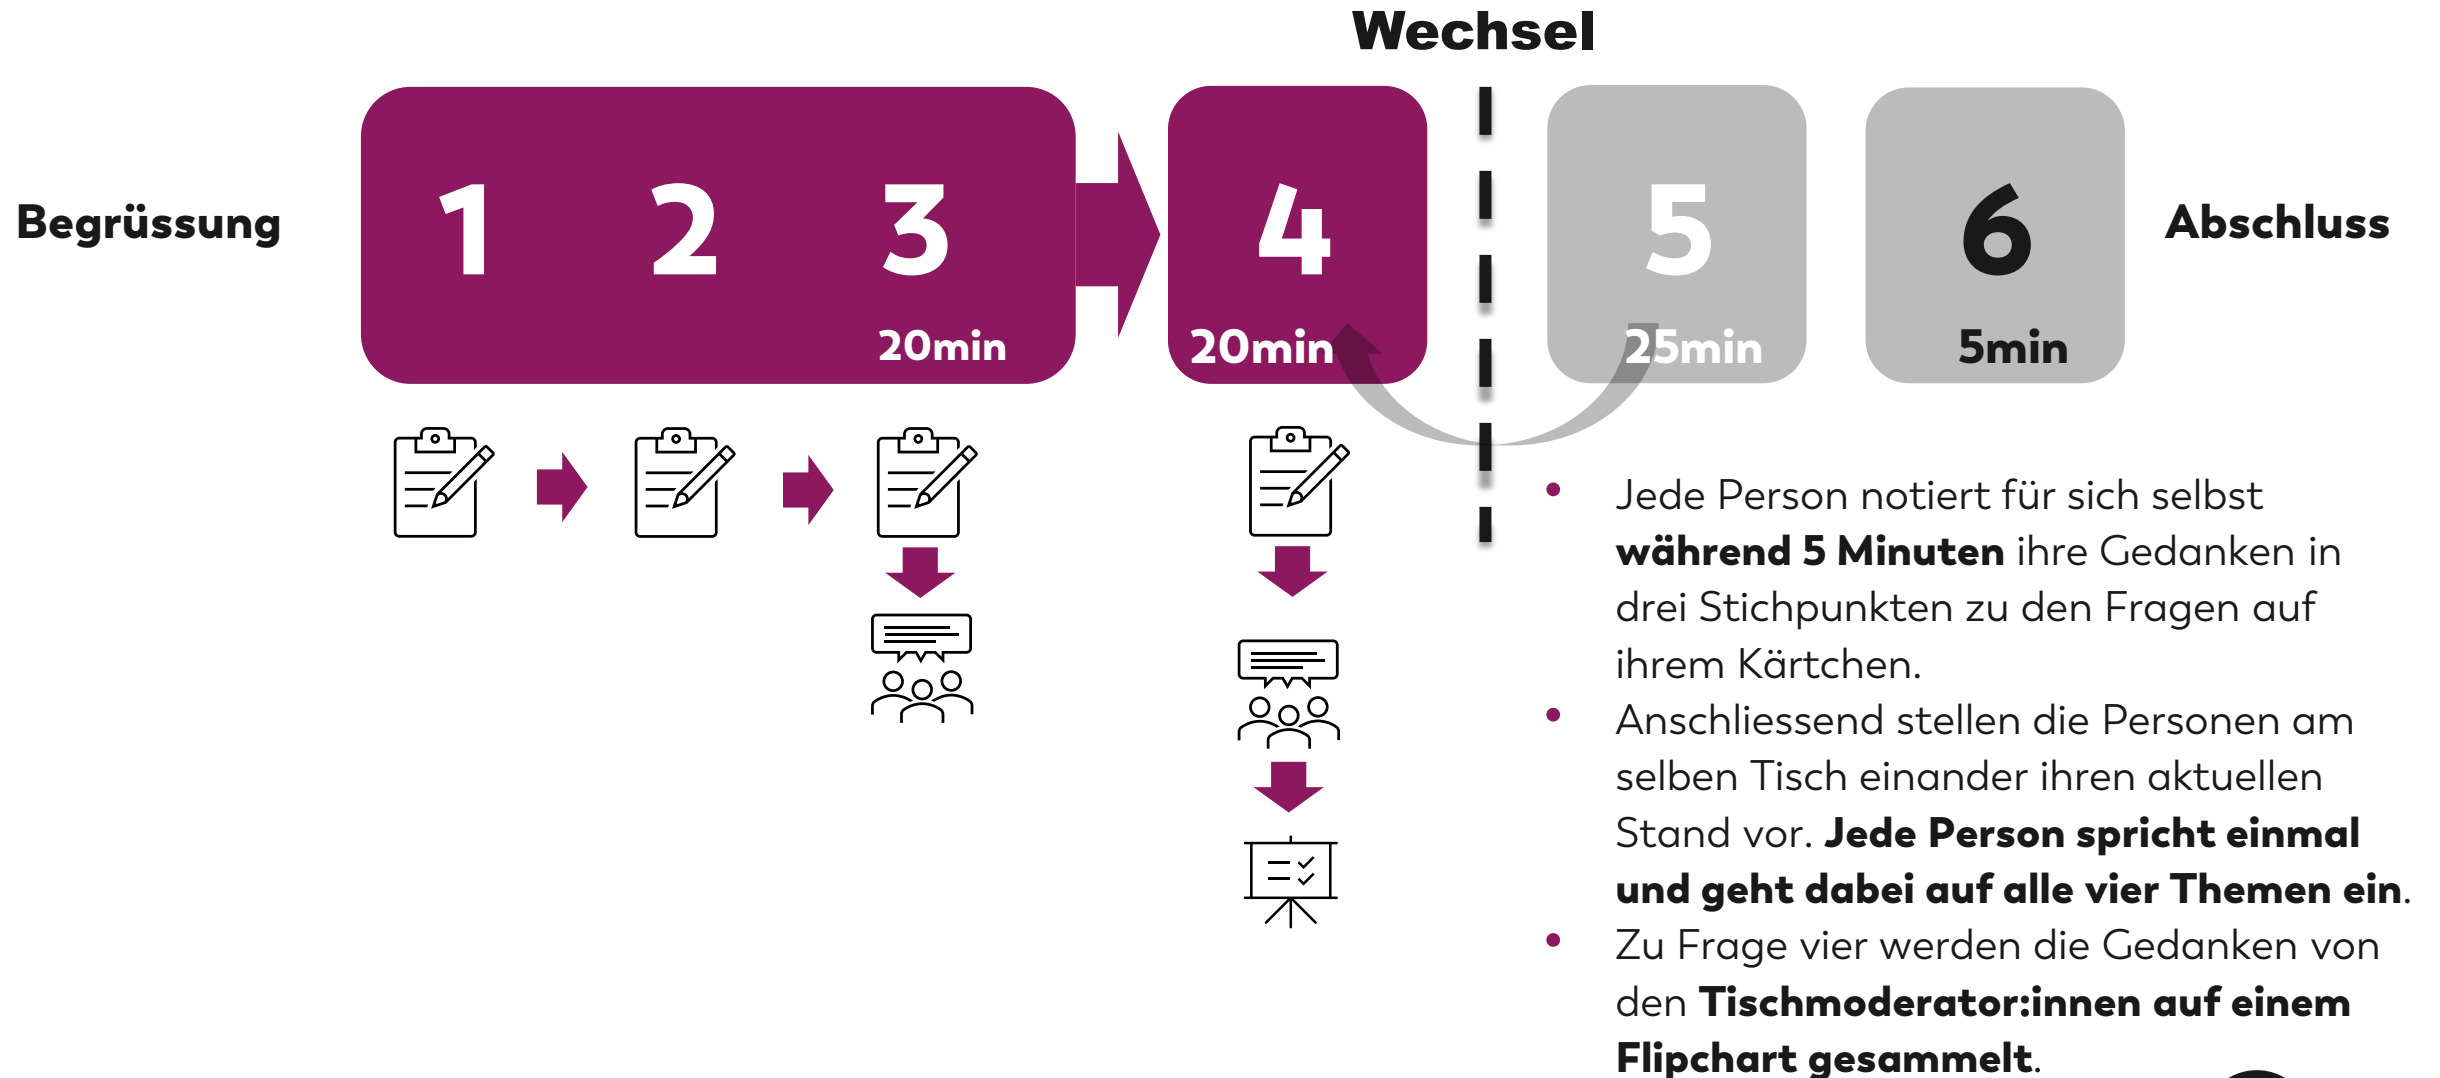 Wechsel
Begrüssung
1
2
3
20min
4
20min
5
25min
6
5min
Abschluss
• Jede Person notiert für sich selbst
während 5 Minuten ihre Gedanken in
drei Stichpunkten zu den Fragen auf
ihrem Kärtchen.
• Anschliessend stellen die Personen am
selben Tisch einander ihren aktuellen
Stand vor. Jede Person spricht einmal
und geht dabei auf alle vier Themen ein.
• Zu Frage vier werden die Gedanken von
den Tischmoderator:innen auf einem
Flipchart gesammelt.